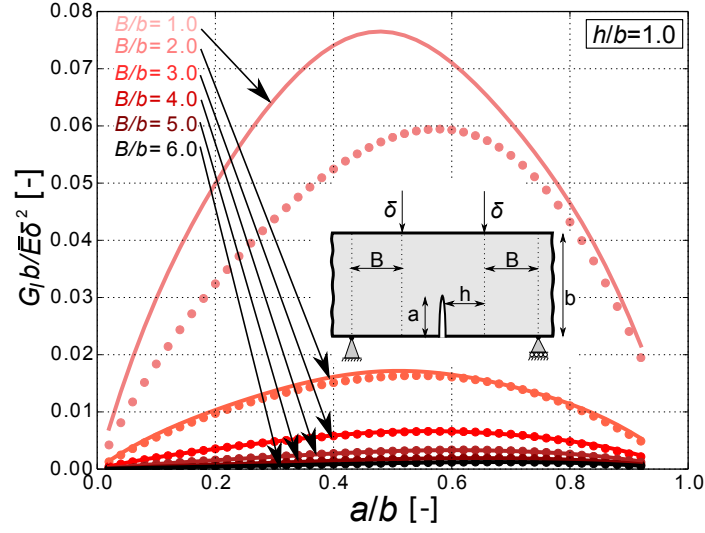 0.08
0.07
0.06
0.05
0.04
0.03
0.02
0.01
0.00
G_I b/E̅δ² [-]
B/b= 1.0
B/b= 2.0
B/b= 3.0
B/b= 4.0
B/b= 5.0
B/b= 6.0
h/b=1.0
δ δ
B B
h
a
b
0.0 0.2 0.4 0.6 0.8 1.0
a/b [-]